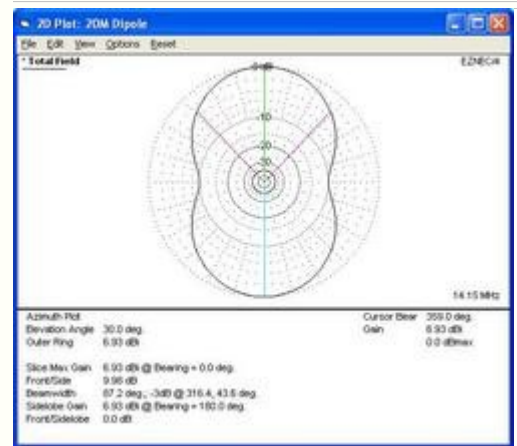 2D Plot: 20M Dipole
File Edit View Options Reset
* Total Field
EZNEC/4
0 dB
-10
-20
-30
14.15 MHz
Azimuth Plot
Elevation Angle 30.0 deg.
Outer Ring 6.93 dBi
Cursor Bear 359.0 deg.
Gain 6.93 dBi
0.0 dBmax
Slice Max Gain 6.93 dBi @ Bearing = 0.0 deg.
Front/Side 9.96 dB
Beamwidth 87.2 deg.; -3dB @ 316.4, 43.6 deg.
Sidelobe Gain 6.93 dBi @ Bearing = 180.0 deg.
Front/Sidelobe 0.0 dB